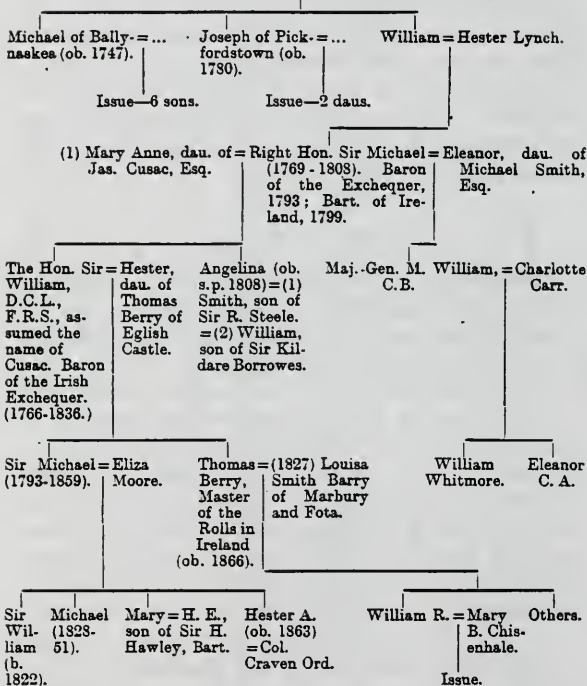 Michael of Bally-=...
naskea (ob. 1747).
Issue—6 sons.
Joseph of Pick-=...
fordstown (ob.
1780).
Issue—2 daus.
William=Hester Lynch.
(1) Mary Anne, dau. of=Right Hon. Sir Michael=Eleanor, dau. of
Jas. Cusac, Esq.
(1769-1808). Baron
of the Excheqner,
1793; Bart. of Ire-
land, 1799.
Michael Smith,
Esq.
The Hon. Sir=Hester,
William,
D.C.L.,
F.R.S., as-
sumed the
name of
Cusac. Baron
of the Irish
Exchequer.
(1766-1836.)
dau. of
Thomas
Berry of
Eglish
Castle.
Angelina (ob.
s.p. 1808)=(1)
Smith, son of
Sir R. Steele.
=(2) William,
son of Sir Kil-
dare Borrowes.
Maj.-Gen. M.
C.B.
William,=Charlotte
Carr.
Sir Michael=Eliza
(1793-1859).
Moore.
Thomas=(1827) Louisa
Berry,
Master
of the
Rolls in
Ireland
(ob. 1866).
Smith Barry
of Marbury
and Fota.
William
Whitmore.
Eleanor
C. A.
Sir
Wil-
liam
(b.
1822).
Michael
(1828-
51).
Mary=H. E.,
son of Sir H.
Hawley, Bart.
Hester A.
(ob. 1863)
=Col.
Craven Ord.
William R.=Mary
B. Chis-
enhale.
Issue.
Others.